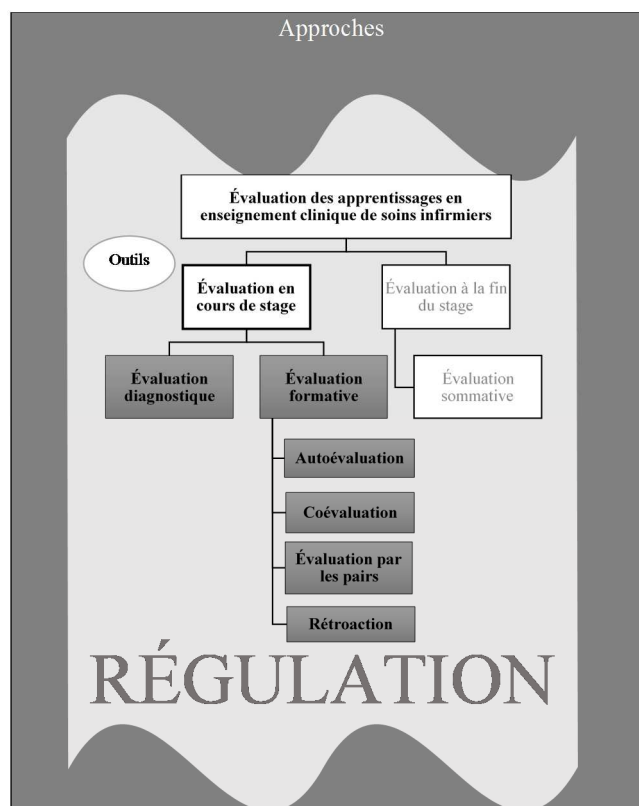 Approches
Évaluation des apprentissages en
enseignement clinique de soins infirmiers
Outils
Évaluation en
cours de stage
Évaluation à la fin
du stage
Évaluation
diagnostique
Évaluation
formative
Évaluation
sommative
Autoévaluation
Coévaluation
Évaluation par
les pairs
Rétroaction
RÉGULATION